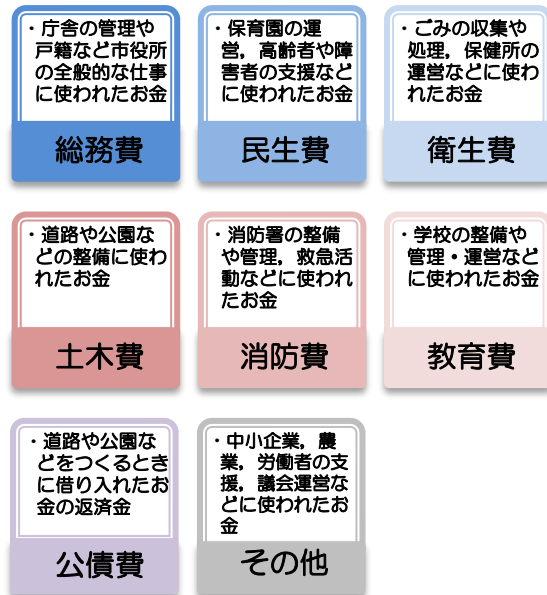 ・庁舎の管理や
戸籍など市役所
の全般的な仕事
に使われたお金
総務費
・保育園の運
営，高齢者や障
害者の支援など
に使われたお金
民生費
・ごみの収集や
処理，保健所の
運営などに使わ
れたお金
衛生費
・道路や公園な
どの整備に使わ
れたお金
土木費
・消防署の整備
や管理，救急活
動などに使われ
たお金
消防費
・学校の整備や
管理・運営など
に使われたお金
教育費
・道路や公園な
どをつくるとき
に借り入れたお
金の返済金
公債費
・中小企業，農
業，労働者の支
援，議会運営な
どに使われたお
金
その他